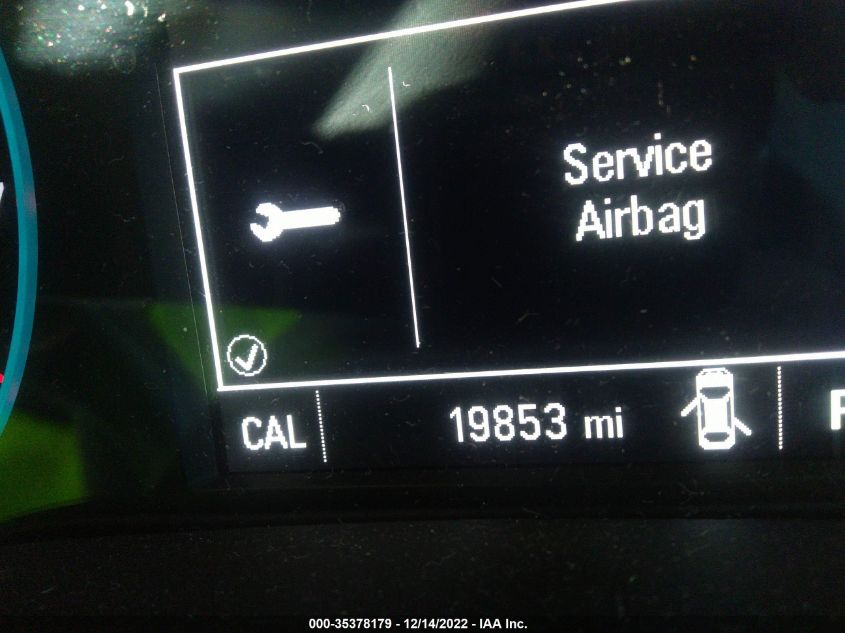 Service
Airbag
CAL
19853 mi
000-35378179 - 12/14/2022 - IAA Inc.